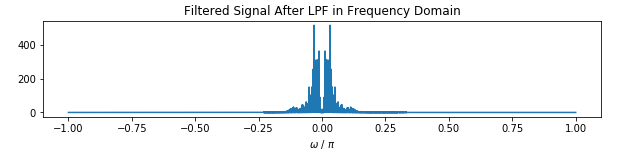 Filtered Signal After LPF in Frequency Domain
400
200
0
−1.00 −0.75 −0.50 −0.25 0.00 0.25 0.50 0.75 1.00
ω / π